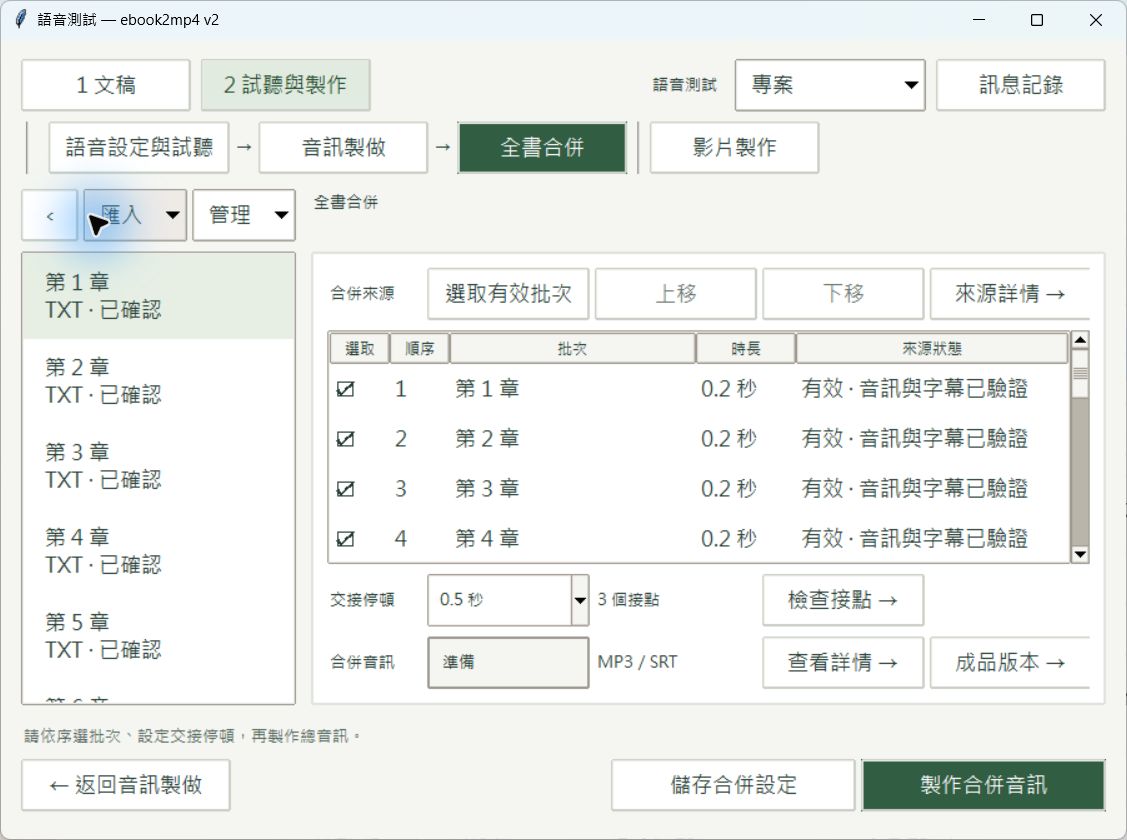 語音測試 — ebook2mp4 v2
1 文稿 2 試聽與製作 語音測試 專案 訊息記錄
語音設定與試聽 → 音訊製做 → 全書合併 影片製作
< 匯入 管理 全書合併
第 1 章
TXT · 已確認
第 2 章
TXT · 已確認
第 3 章
TXT · 已確認
第 4 章
TXT · 已確認
第 5 章
TXT · 已確認
合併來源 選取有效批次 上移 下移 來源詳情 →
選取 順序 批次 時長 來源狀態
1 第 1 章 0.2 秒 有效 · 音訊與字幕已驗證
2 第 2 章 0.2 秒 有效 · 音訊與字幕已驗證
3 第 3 章 0.2 秒 有效 · 音訊與字幕已驗證
4 第 4 章 0.2 秒 有效 · 音訊與字幕已驗證
交接停頓 0.5 秒 3 個接點 檢查接點 →
合併音訊 準備 MP3 / SRT 查看詳情 → 成品版本 →
請依序選批次、設定交接停頓，再製作總音訊。
← 返回音訊製做 儲存合併設定 製作合併音訊